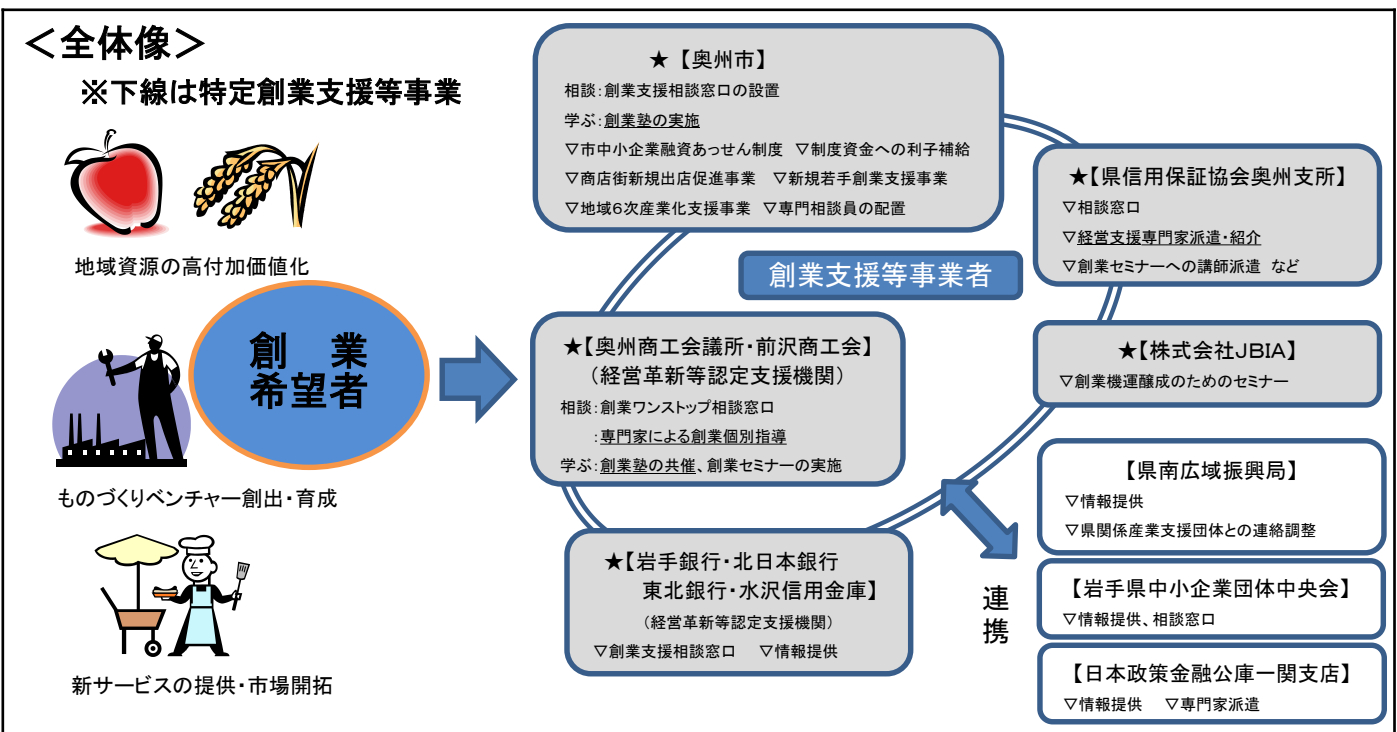 ＜全体像＞
※下線は特定創業支援等事業
地域資源の高付加価値化
創　業
希望者
ものづくりベンチャー創出・育成
新サービスの提供・市場開拓
★【奥州市】
相談：創業支援相談窓口の設置
学ぶ：創業塾の実施
▽市中小企業融資あっせん制度　▽制度資金への利子補給
▽商店街新規出店促進事業　▽新規若手創業支援事業
▽地域６次産業化支援事業　▽専門相談員の配置
創業支援等事業者
★【奥州商工会議所・前沢商工会】
（経営革新等認定支援機関）
相談：創業ワンストップ相談窓口
：専門家による創業個別指導
学ぶ：創業塾の共催、創業セミナーの実施
★【岩手銀行・北日本銀行
東北銀行・水沢信用金庫】
（経営革新等認定支援機関）
▽創業支援相談窓口　▽情報提供
★【県信用保証協会奥州支所】
▽相談窓口
▽経営支援専門家派遣・紹介
▽創業セミナーへの講師派遣　など
★【株式会社JBIA】
▽創業機運醸成のためのセミナー
連携
【県南広域振興局】
▽情報提供
▽県関係産業支援団体との連絡調整
【岩手県中小企業団体中央会】
▽情報提供、相談窓口
【日本政策金融公庫一関支店】
▽情報提供　▽専門家派遣